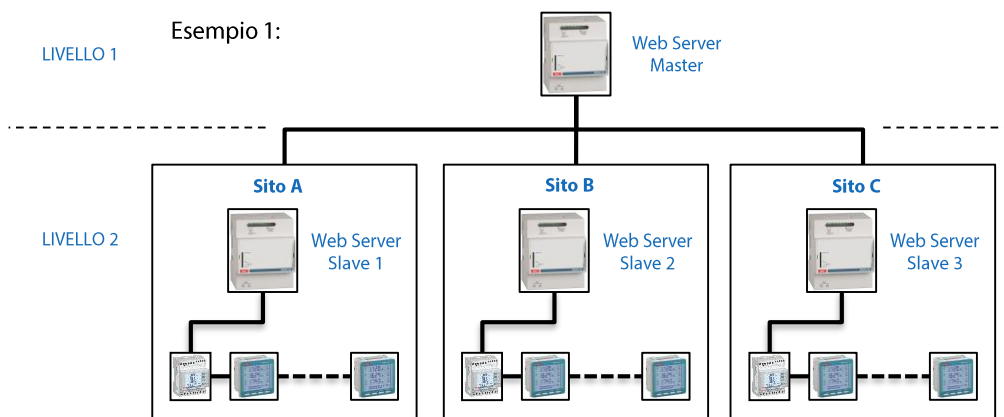 Esempio 1:
LIVELLO 1
Web Server
Master
Sito A
Sito B
Sito C
LIVELLO 2
Web Server
Slave 1
Web Server
Slave 2
Web Server
Slave 3